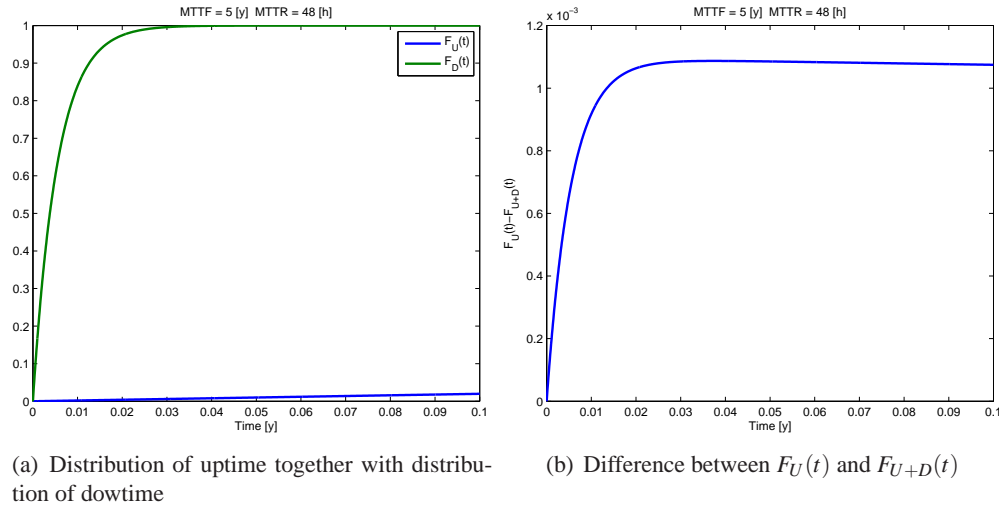 MTTF = 5 [y]  MTTR = 48 [h]
1
0.9
0.8
0.7
0.6
0.5
0.4
0.3
0.2
0.1
0
F_U(t)
F_D(t)
0 0.01 0.02 0.03 0.04 0.05 0.06 0.07 0.08 0.09 0.1
Time [y]
(a) Distribution of uptime together with distribu-
tion of dowtime
MTTF = 5 [y]  MTTR = 48 [h]
x 10⁻³
1.2
1
0.8
0.6
0.4
0.2
0
F_U(t)−F_{U+D}(t)
0 0.01 0.02 0.03 0.04 0.05 0.06 0.07 0.08 0.09 0.1
Time [y]
(b) Difference between F_U(t) and F_{U+D}(t)